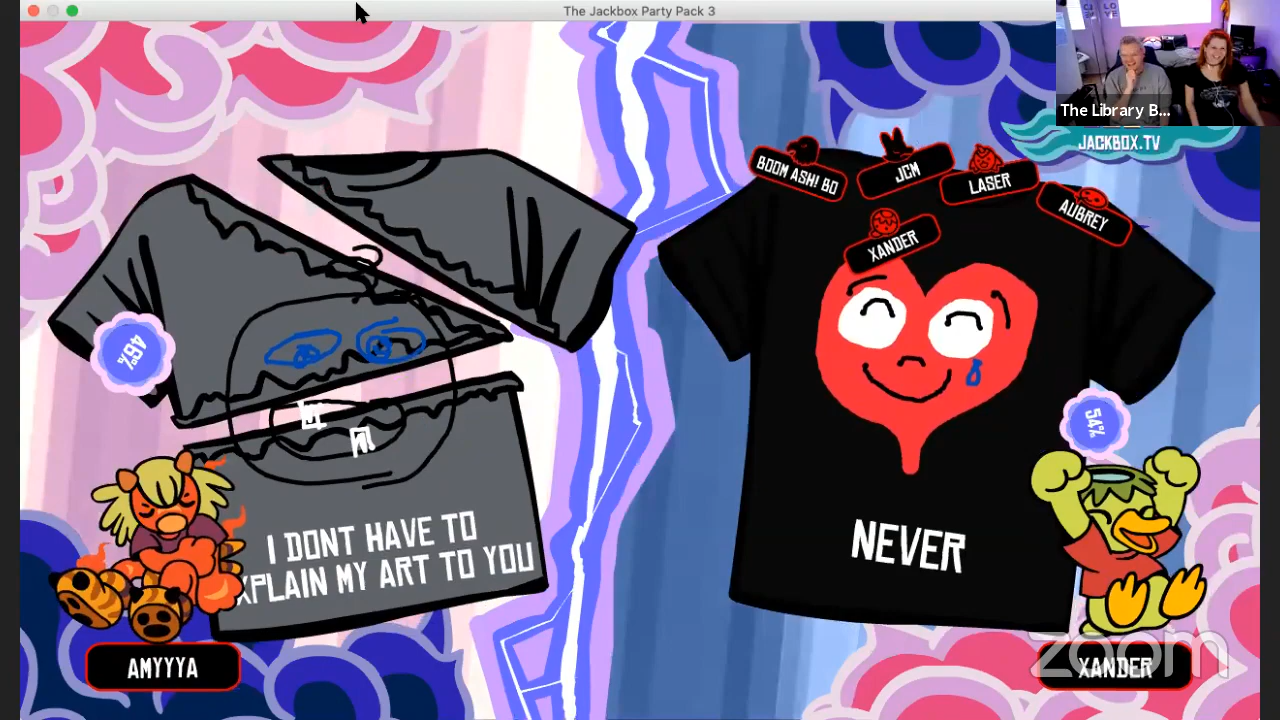 The Jackbox Party Pack 3
The Library B...
JACKBOX.TV
BOOM ASH! BO
JCM
LASER
AUBREY
XANDER
46%
54%
I DONT HAVE TO
XPLAIN MY ART TO YOU
NEVER
AMYYYA
XANDER
zoom